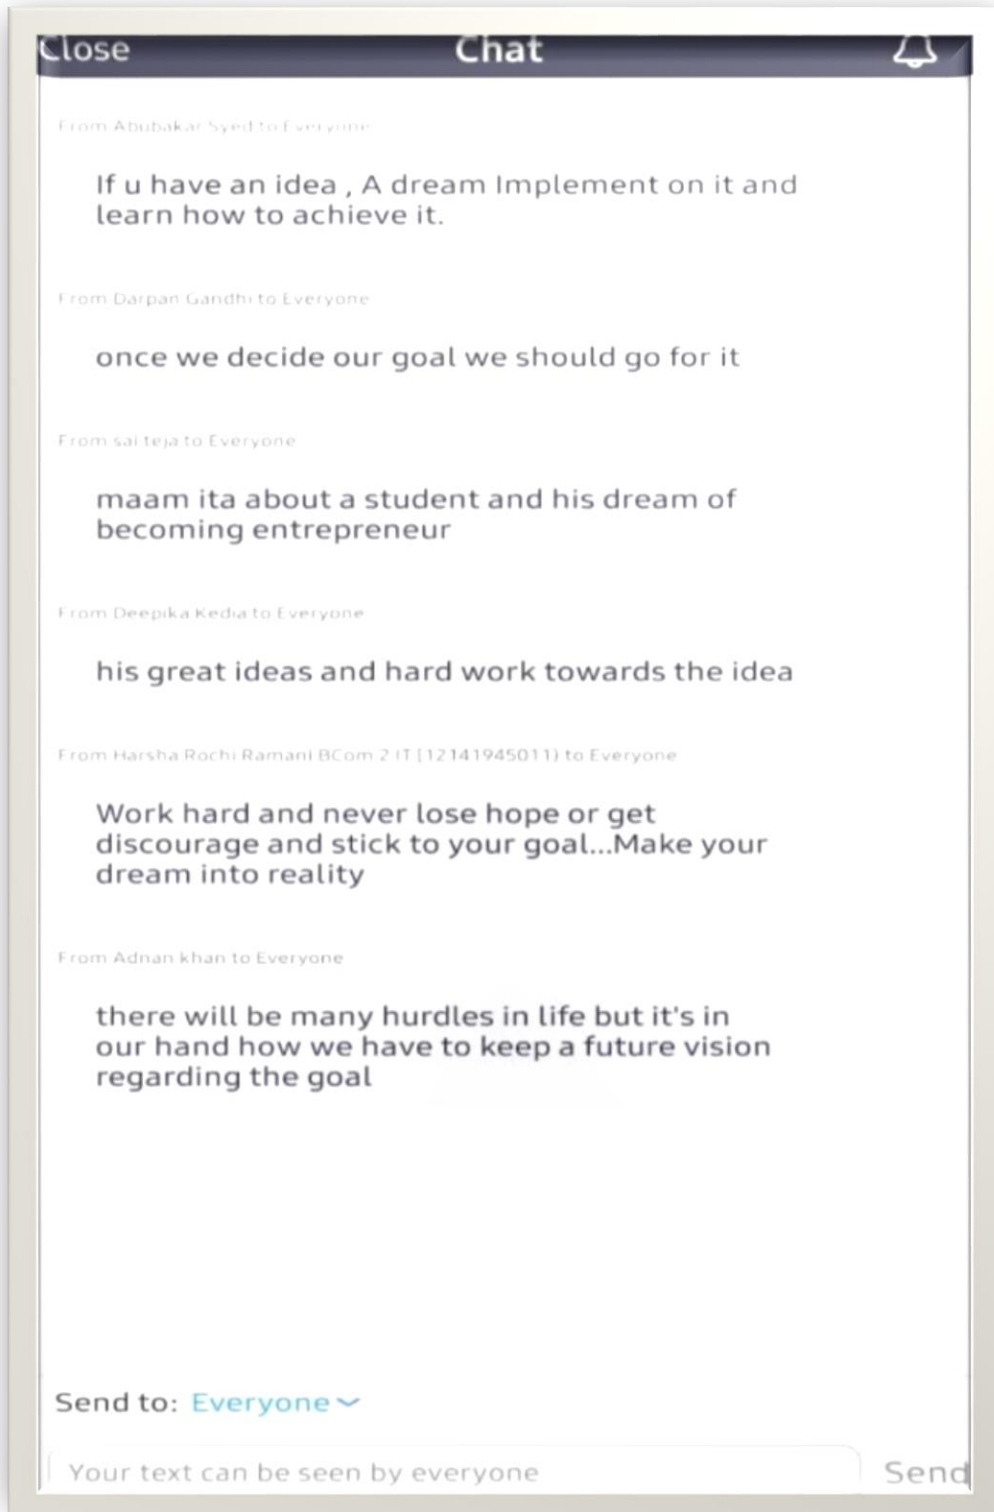 Close
Chat
From Abubakar Syed to Everyone
If u have an idea , A dream Implement on it and
learn how to achieve it.
From Darpan Gandhi to Everyone
once we decide our goal we should go for it
From sai teja to Everyone
maam ita about a student and his dream of
becoming entrepreneur
From Deepika Kedia to Everyone
his great ideas and hard work towards the idea
From Harsha Rochi Ramani BCom 2 IT (12141945011) to Everyone
Work hard and never lose hope or get
discourage and stick to your goal...Make your
dream into reality
From Adnan khan to Everyone
there will be many hurdles in life but it's in
our hand how we have to keep a future vision
regarding the goal
Send to: Everyone
Your text can be seen by everyone
Send